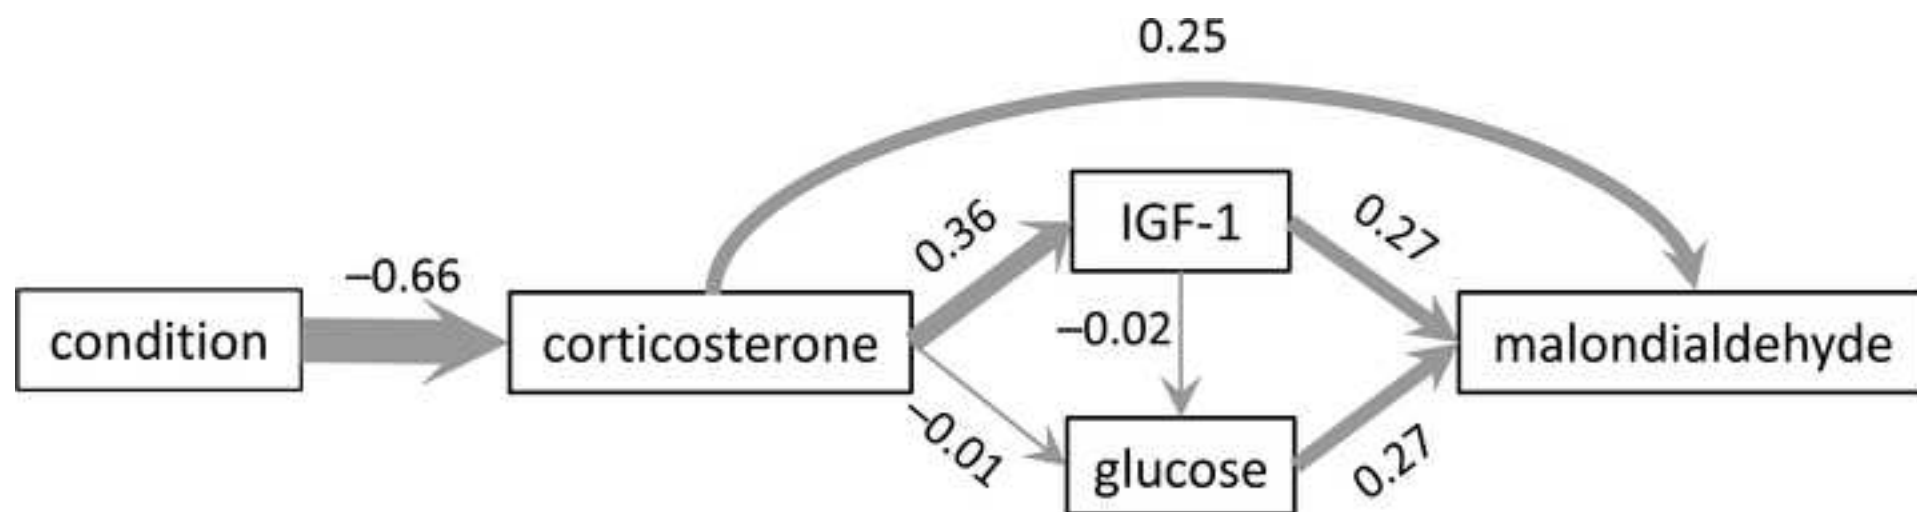 0.25
IGF-1
0.36
0.27
–0.66
condition
corticosterone
–0.02
malondialdehyde
–0.01
glucose
0.27